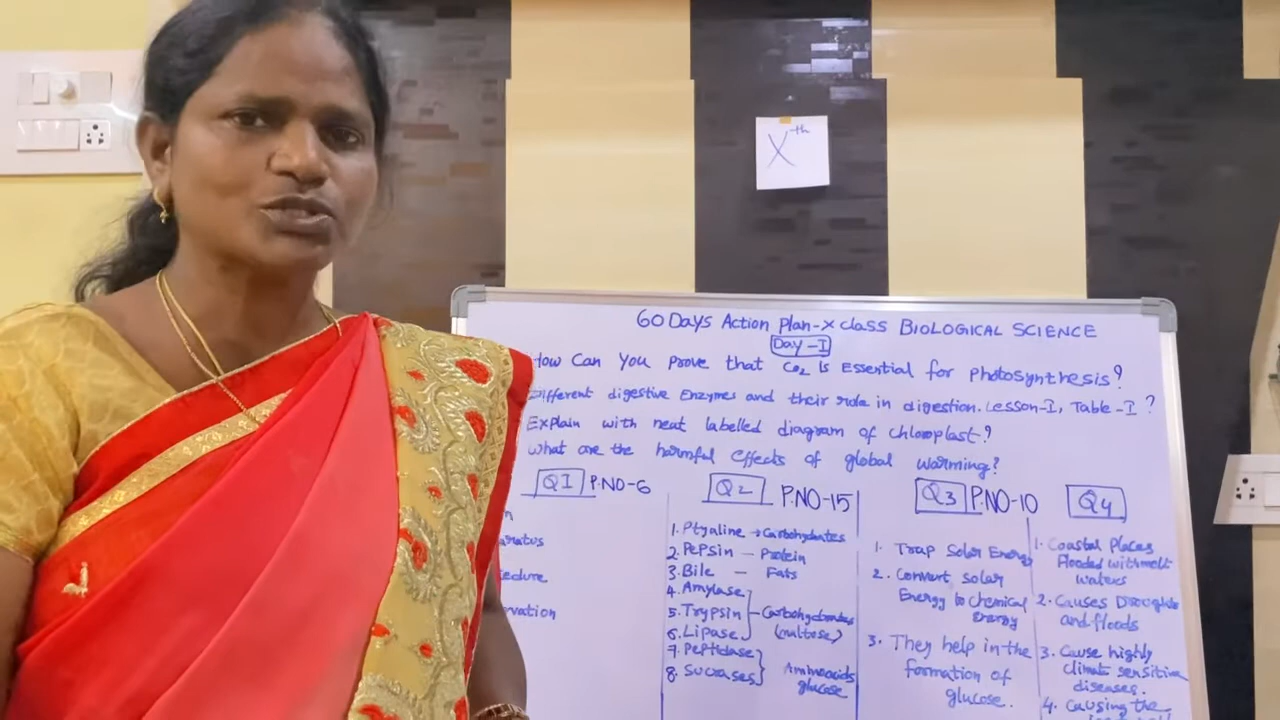 Xth
60 Days Action Plan-X class BIOLOGICAL SCIENCE
Day-I
How Can You prove that CO2 Is Essential for photosynthesis?
Different digestive Enzymes and their role in digestion. Lesson-I, Table-I?
Explain with neat labelled diagram of chloroplast?
What are the harmful effects of global warming?
Q1 P.NO-6
edure
rvation
Q2 P.NO-15
1. Ptyaline → Carbohydrates
2. Pepsin — Protein
3. Bile — Fats
4. Amylase
5. Trypsin — Carbohydrates
6. Lipase (maltose)
7. Peptidase
8. Sucrases Aminoacids
glucose
Q3 P.NO-10
1. Trap Solar Energy
2. Convert solar
Energy to chemical
energy
3. They help in the
formation of
glucose.
Q4
1. Coastal Places
Flooded with melt
waters
2. Causes Droughts
and floods
3. Cause highly
climate sensitive
diseases.
4. Causing the